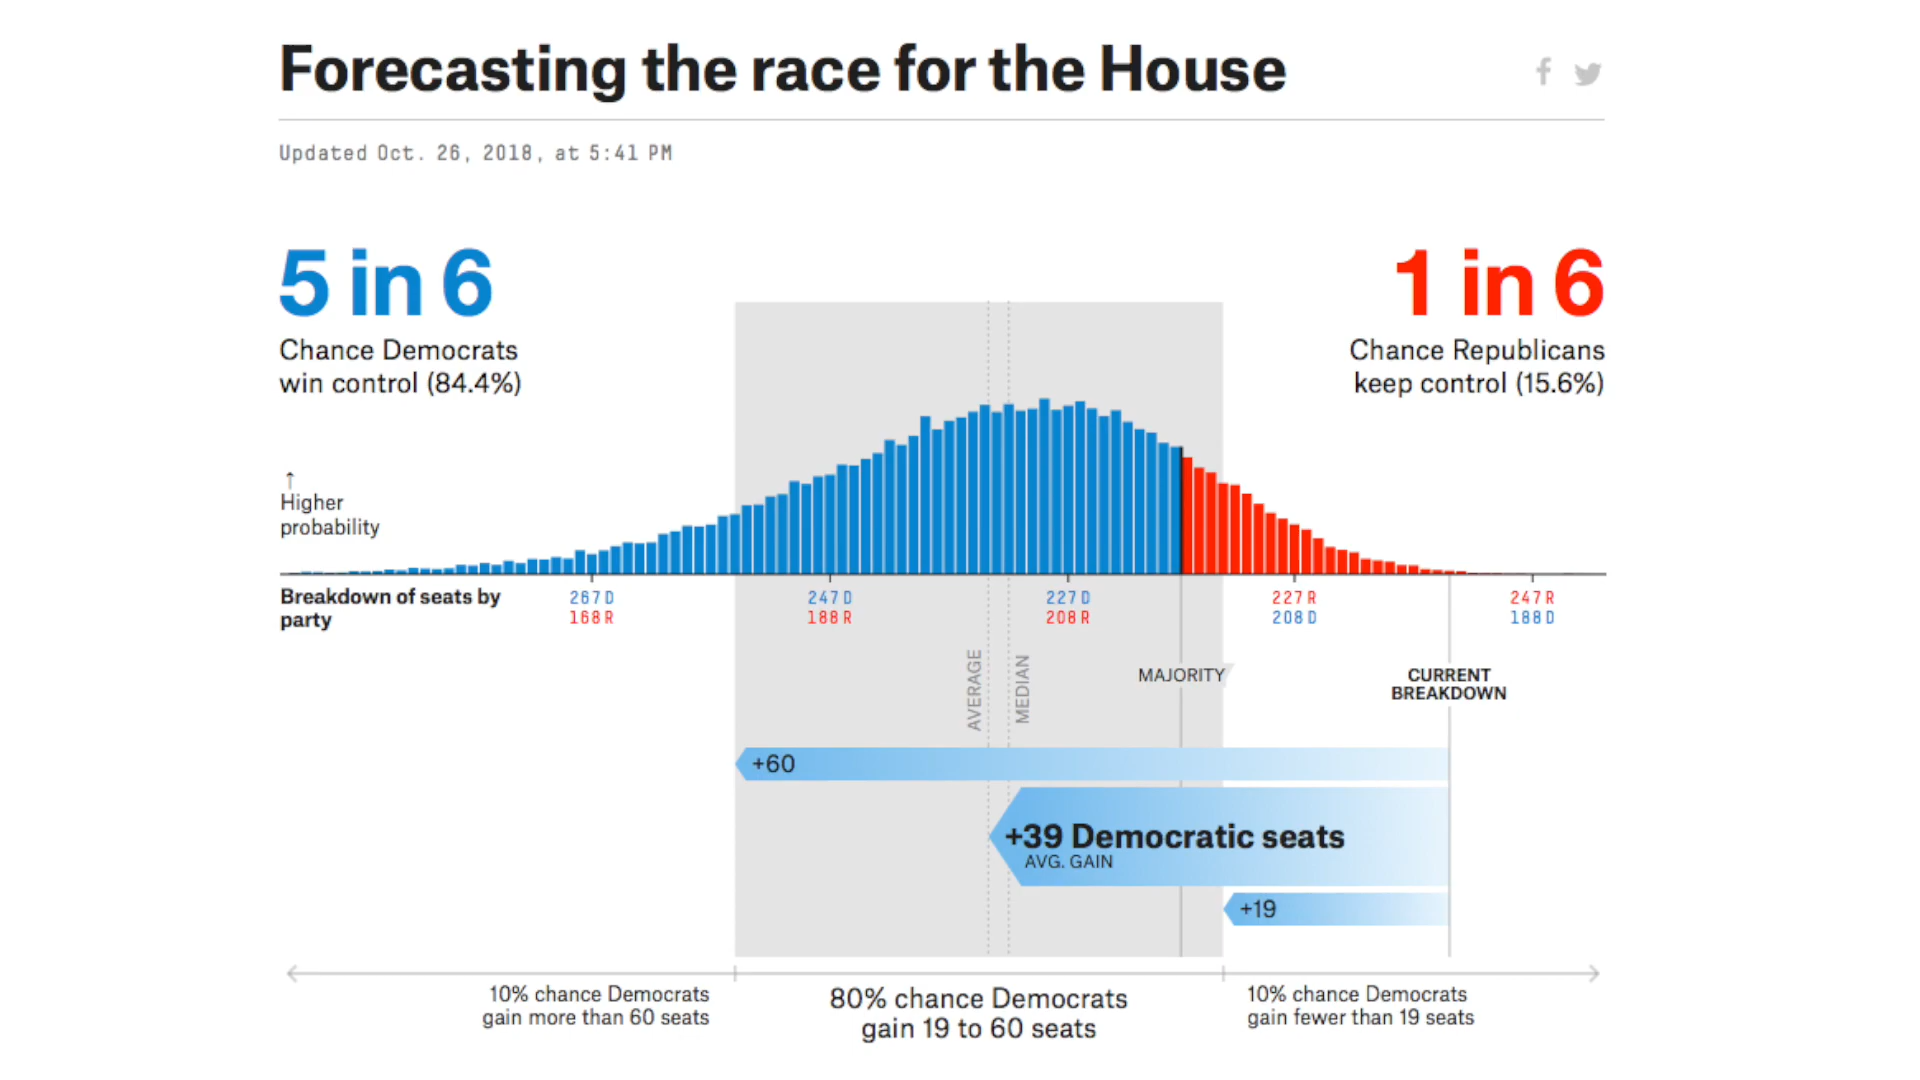 Forecasting the race for the House
Updated Oct. 26, 2018, at 5:41 PM
5 in 6
Chance Democrats
win control (84.4%)
1 in 6
Chance Republicans
keep control (15.6%)
↑
Higher
probability
Breakdown of seats by
party
267 D
168 R
247 D
188 R
227 D
208 R
227 R
208 D
247 R
188 D
AVERAGE
MEDIAN
MAJORITY
CURRENT
BREAKDOWN
+60
+39 Democratic seats
AVG. GAIN
+19
10% chance Democrats
gain more than 60 seats
80% chance Democrats
gain 19 to 60 seats
10% chance Democrats
gain fewer than 19 seats